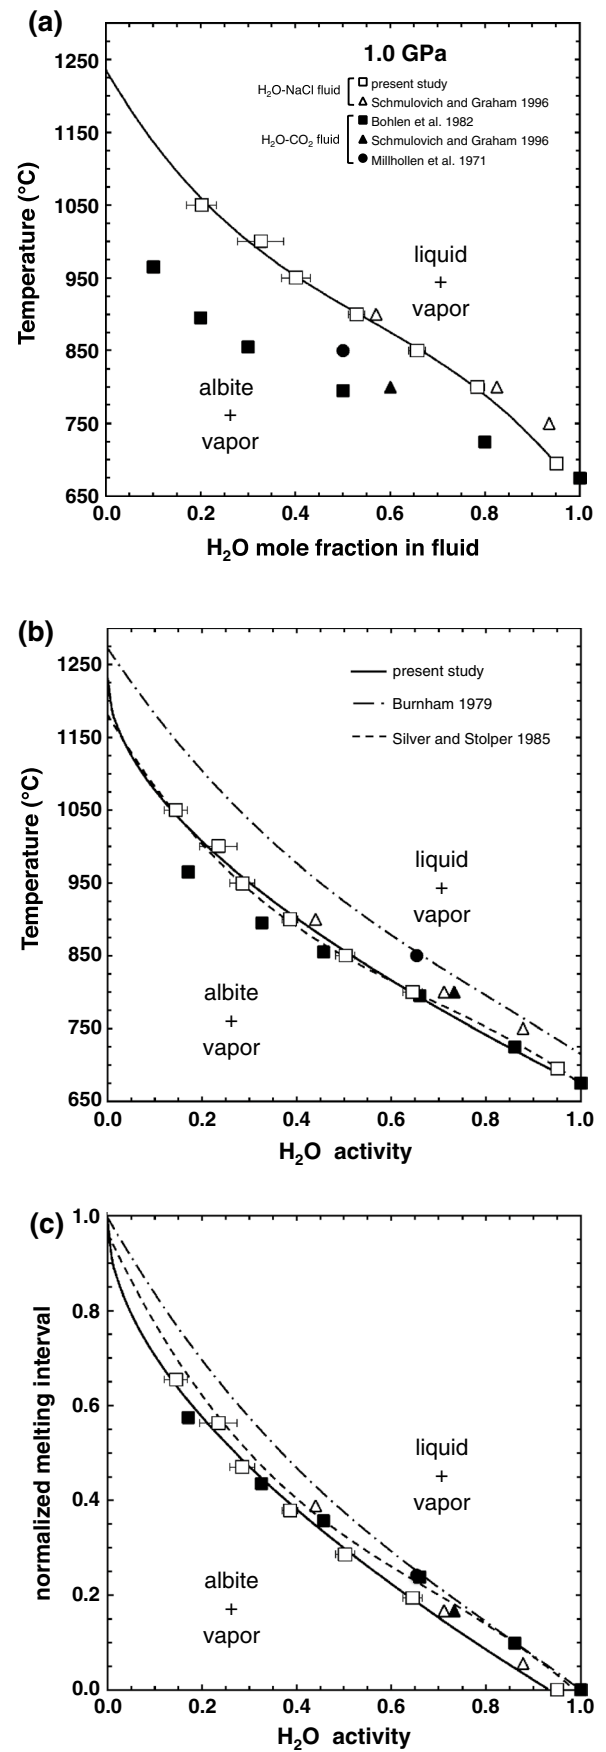 (a)
1.0 GPa
H₂O-NaCl fluid
present study
Schmulovich and Graham 1996
H₂O-CO₂ fluid
Bohlen et al. 1982
Schmulovich and Graham 1996
Millhollen et al. 1971
liquid
+
vapor
albite
+
vapor
Temperature (°C)
1250
1150
1050
950
850
750
650
0.0 0.2 0.4 0.6 0.8 1.0
H₂O mole fraction in fluid
(b)
present study
Burnham 1979
Silver and Stolper 1985
liquid
+
vapor
albite
+
vapor
Temperature (°C)
1250
1150
1050
950
850
750
650
0.0 0.2 0.4 0.6 0.8 1.0
H₂O activity
(c)
liquid
+
vapor
albite
+
vapor
normalized melting interval
1.0
0.8
0.6
0.4
0.2
0.0
0.0 0.2 0.4 0.6 0.8 1.0
H₂O activity